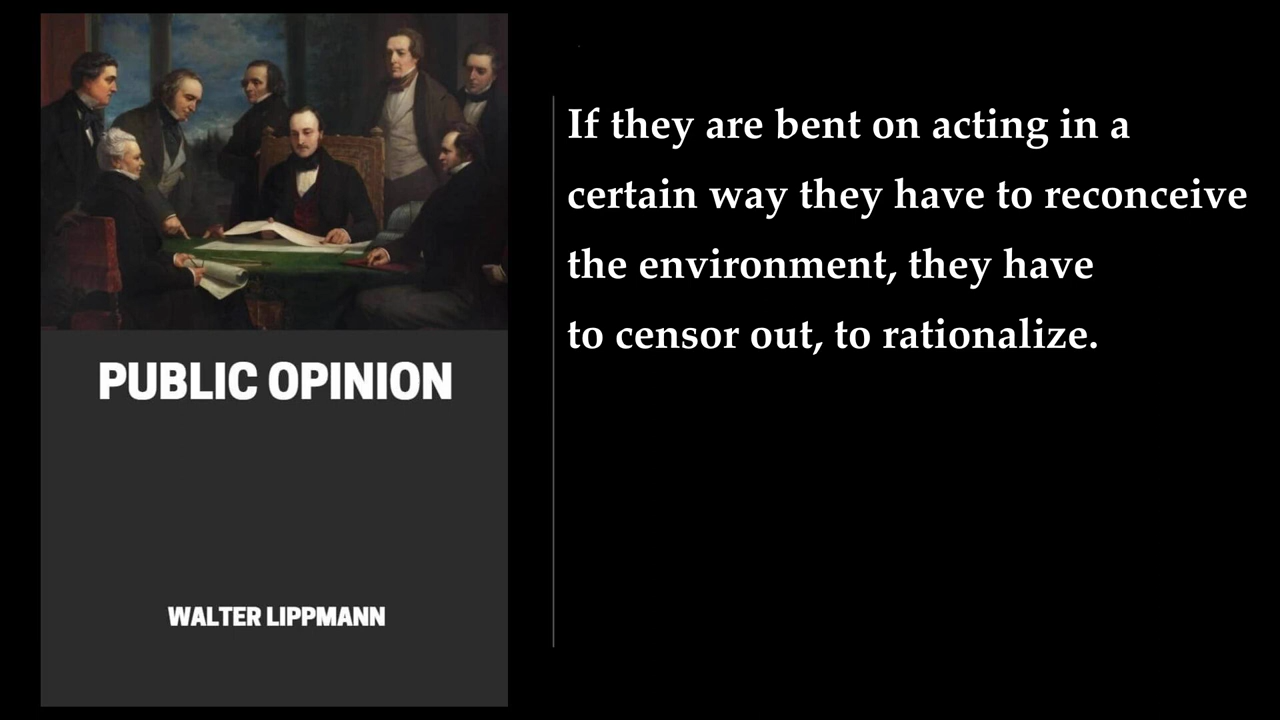 PUBLIC OPINION
WALTER LIPPMANN
If they are bent on acting in a
certain way they have to reconceive
the environment, they have
to censor out, to rationalize.